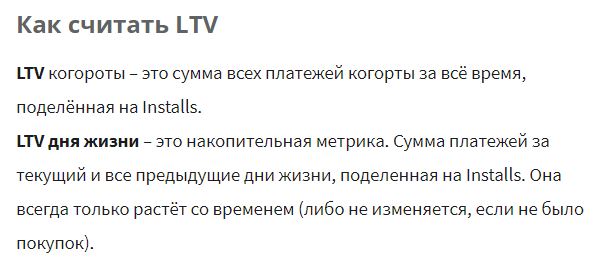 Как считать LTV
LTV когороты – это сумма всех платежей когорты за всё время,
поделённая на Installs.
LTV дня жизни – это накопительная метрика. Сумма платежей за
текущий и все предыдущие дни жизни, поделенная на Installs. Она
всегда только растёт со временем (либо не изменяется, если не было
покупок).